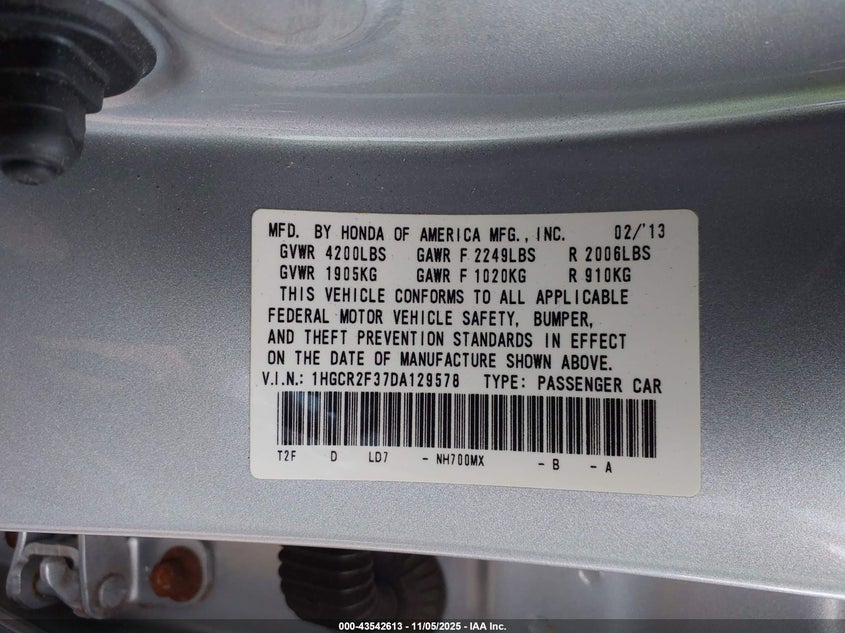 MFD. BY HONDA OF AMERICA MFG., INC. 02/'13
GVWR 4200LBS GAWR F 2249LBS R 2006LBS
GVWR 1905KG GAWR F 1020KG R 910KG
THIS VEHICLE CONFORMS TO ALL APPLICABLE
FEDERAL MOTOR VEHICLE SAFETY, BUMPER,
AND THEFT PREVENTION STANDARDS IN EFFECT
ON THE DATE OF MANUFACTURE SHOWN ABOVE.
V.I.N.: 1HGCR2F37DA129578 TYPE: PASSENGER CAR
T2F D LD7 - NH700MX - B - A
000-43542613 - 11/05/2025 - IAA Inc.